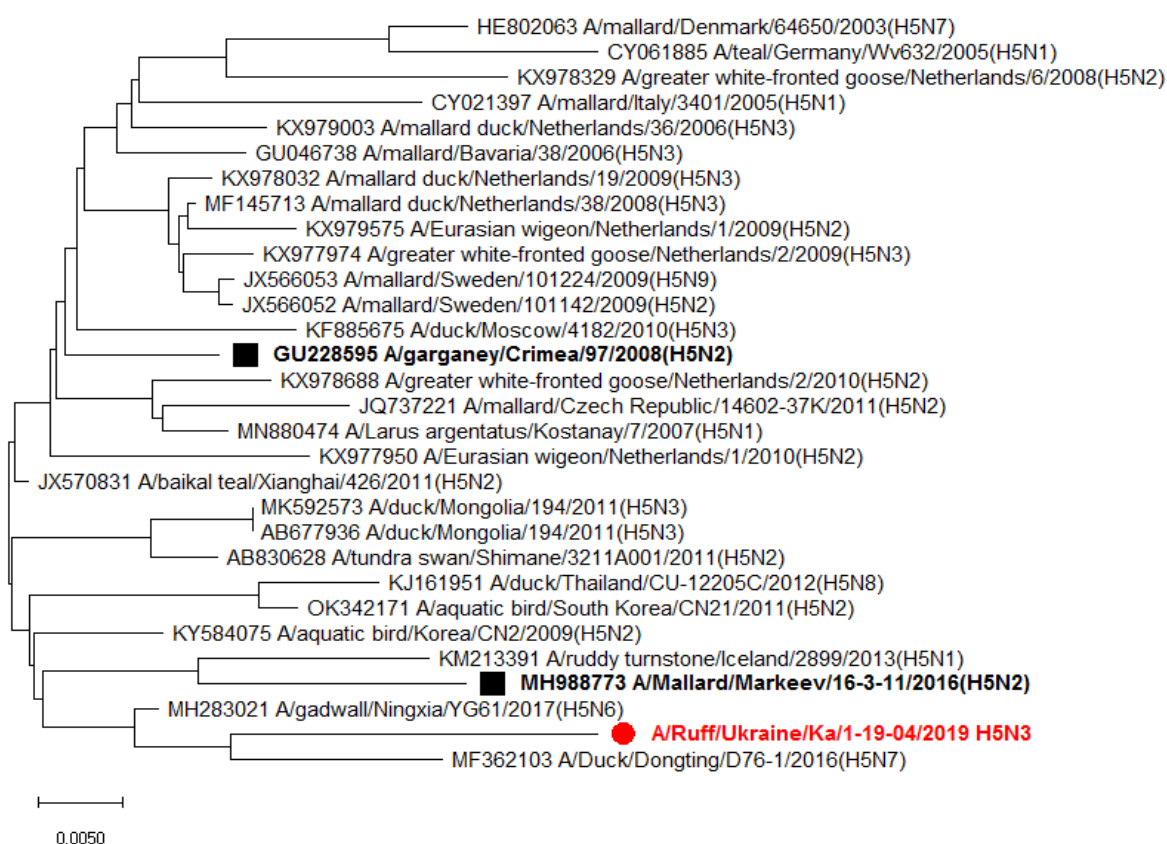 HE802063 A/mallard/Denmark/64650/2003(H5N7)
CY061885 A/teal/Germany/Wv632/2005(H5N1)
KX978329 A/greater white-fronted goose/Netherlands/6/2008(H5N2)
CY021397 A/mallard/Italy/3401/2005(H5N1)
KX979003 A/mallard duck/Netherlands/36/2006(H5N3)
GU046738 A/mallard/Bavaria/38/2006(H5N3)
KX978032 A/mallard duck/Netherlands/19/2009(H5N3)
MF145713 A/mallard duck/Netherlands/38/2008(H5N3)
KX979575 A/Eurasian wigeon/Netherlands/1/2009(H5N2)
KX977974 A/greater white-fronted goose/Netherlands/2/2009(H5N3)
JX566053 A/mallard/Sweden/101224/2009(H5N9)
JX566052 A/mallard/Sweden/101142/2009(H5N2)
KF885675 A/duck/Moscow/4182/2010(H5N3)
GU228595 A/garganey/Crimea/97/2008(H5N2)
KX978688 A/greater white-fronted goose/Netherlands/2/2010(H5N2)
JQ737221 A/mallard/Czech Republic/14602-37K/2011(H5N2)
MN880474 A/Larus argentatus/Kostanay/7/2007(H5N1)
KX977950 A/Eurasian wigeon/Netherlands/1/2010(H5N2)
JX570831 A/baikal teal/Xianghai/426/2011(H5N2)
MK592573 A/duck/Mongolia/194/2011(H5N3)
AB677936 A/duck/Mongolia/194/2011(H5N3)
AB830628 A/tundra swan/Shimane/3211A001/2011(H5N2)
KJ161951 A/duck/Thailand/CU-12205C/2012(H5N8)
OK342171 A/aquatic bird/South Korea/CN21/2011(H5N2)
KY584075 A/aquatic bird/Korea/CN2/2009(H5N2)
KM213391 A/ruddy turnstone/Iceland/2899/2013(H5N1)
MH988773 A/Mallard/Markeev/16-3-11/2016(H5N2)
MH283021 A/gadwall/Ningxia/YG61/2017(H5N6)
A/Ruff/Ukraine/Ka/1-19-04/2019 H5N3
MF362103 A/Duck/Dongting/D76-1/2016(H5N7)
0.0050